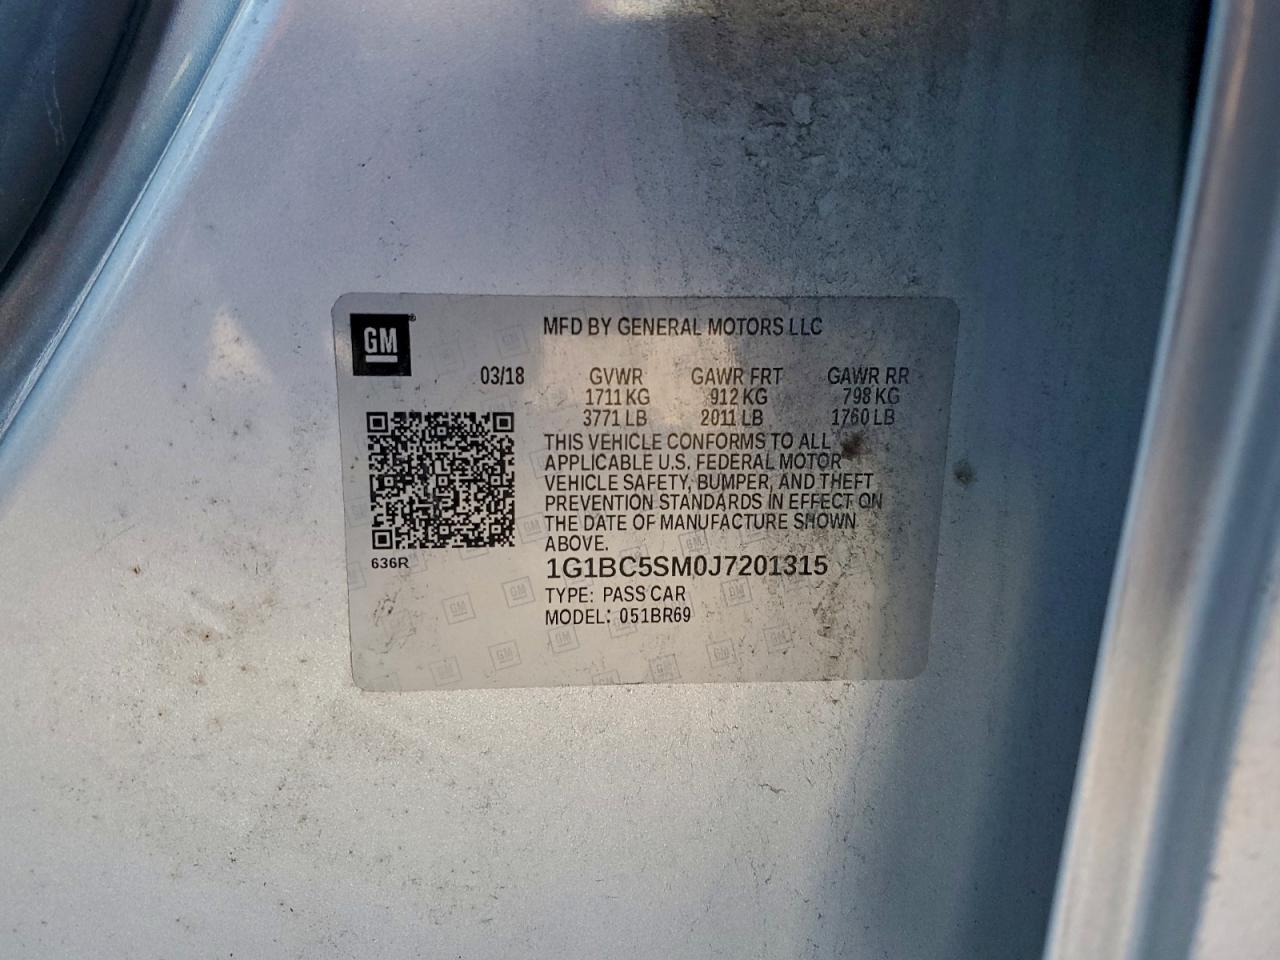 GM®
MFD BY GENERAL MOTORS LLC
03/18 GVWR GAWR FRT GAWR RR
1711 KG 912 KG 798 KG
3771 LB 2011 LB 1760 LB
THIS VEHICLE CONFORMS TO ALL
APPLICABLE U.S. FEDERAL MOTOR
VEHICLE SAFETY, BUMPER, AND THEFT
PREVENTION STANDARDS IN EFFECT ON
THE DATE OF MANUFACTURE SHOWN
ABOVE.
636R
1G1BC5SM0J7201315
TYPE: PASS CAR
MODEL: 051BR69